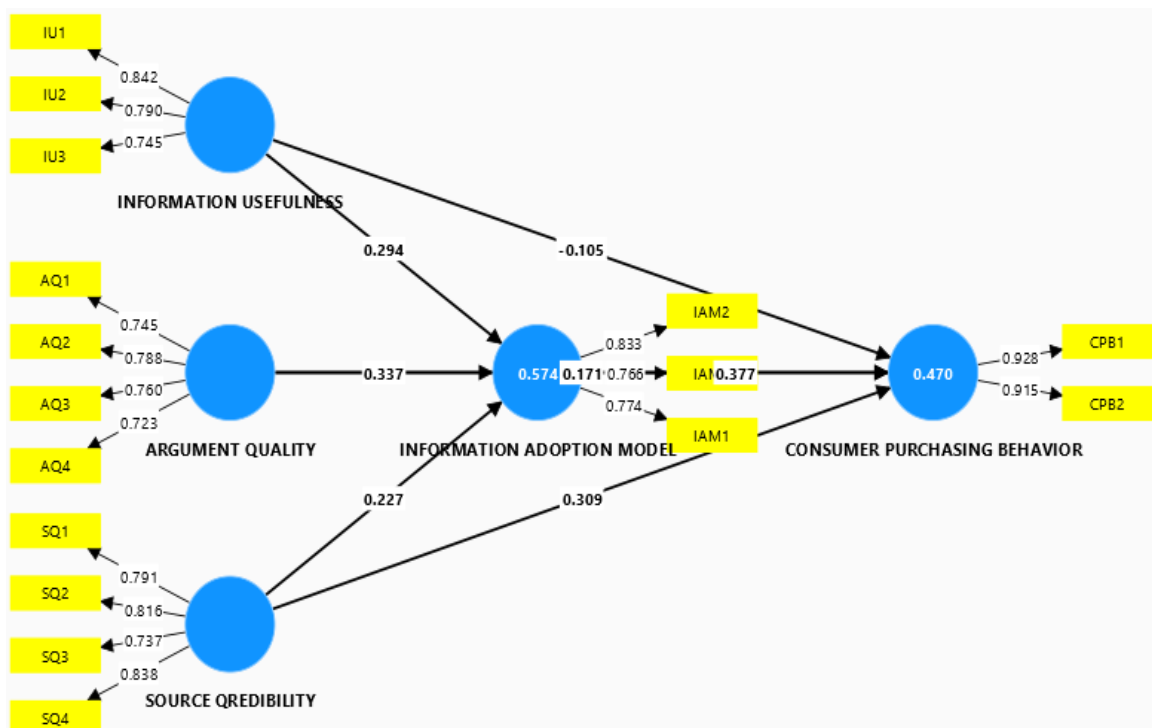 IU1
0.842
IU2
0.790
IU3
0.745
INFORMATION USEFULNESS
0.294
-0.105
AQ1
0.745
AQ2
0.788
AQ3
0.760
AQ4
0.723
ARGUMENT QUALITY
0.337
0.574
0.171
IAM2
0.833
0.766
0.377
IAM1
0.774
INFORMATION ADOPTION MODEL
0.470
CPB1
0.928
CPB2
0.915
CONSUMER PURCHASING BEHAVIOR
0.227
0.309
SQ1
0.791
SQ2
0.816
SQ3
0.737
SQ4
0.838
SOURCE QREDIBILITY